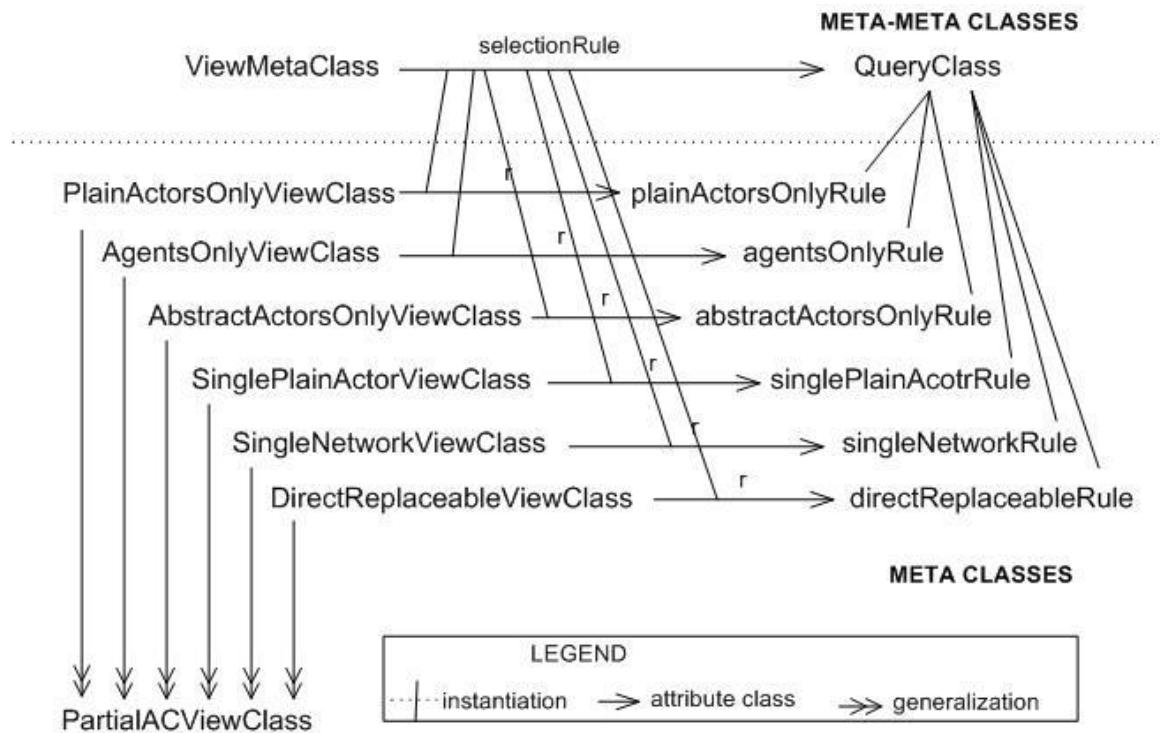 META-META CLASSES
selectionRule
ViewMetaClass QueryClass
PlainActorsOnlyViewClass r plainActorsOnlyRule
AgentsOnlyViewClass r agentsOnlyRule
AbstractActorsOnlyViewClass r abstractActorsOnlyRule
SinglePlainActorViewClass r singlePlainAcotrRule
SingleNetworkViewClass r singleNetworkRule
DirectReplaceableViewClass r directReplaceableRule
META CLASSES
LEGEND
instantiation attribute class generalization
PartialACViewClass